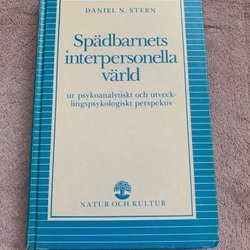 DANIEL N. STERN
Spädbarnets
interpersonella
värld
ur psykoanalytiskt och utveck-
lingspsykologiskt perspektiv
NATUR OCH KULTUR